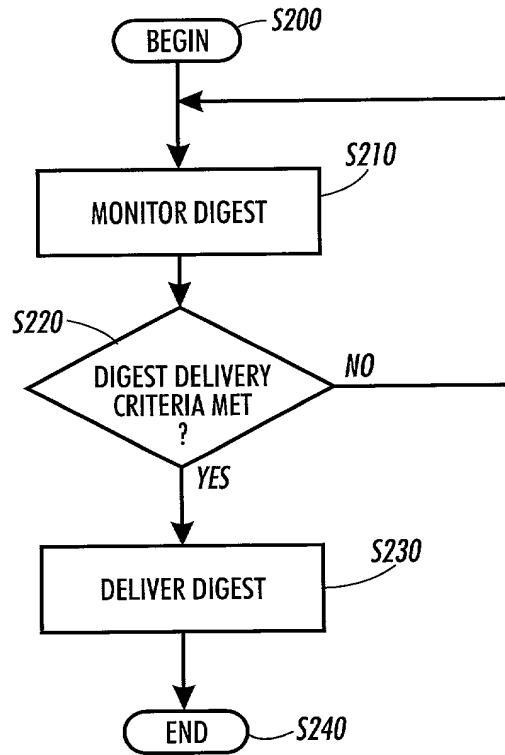 S200
BEGIN
S210
MONITOR DIGEST
S220
DIGEST DELIVERY
CRITERIA MET
?
NO
YES
S230
DELIVER DIGEST
END
S240